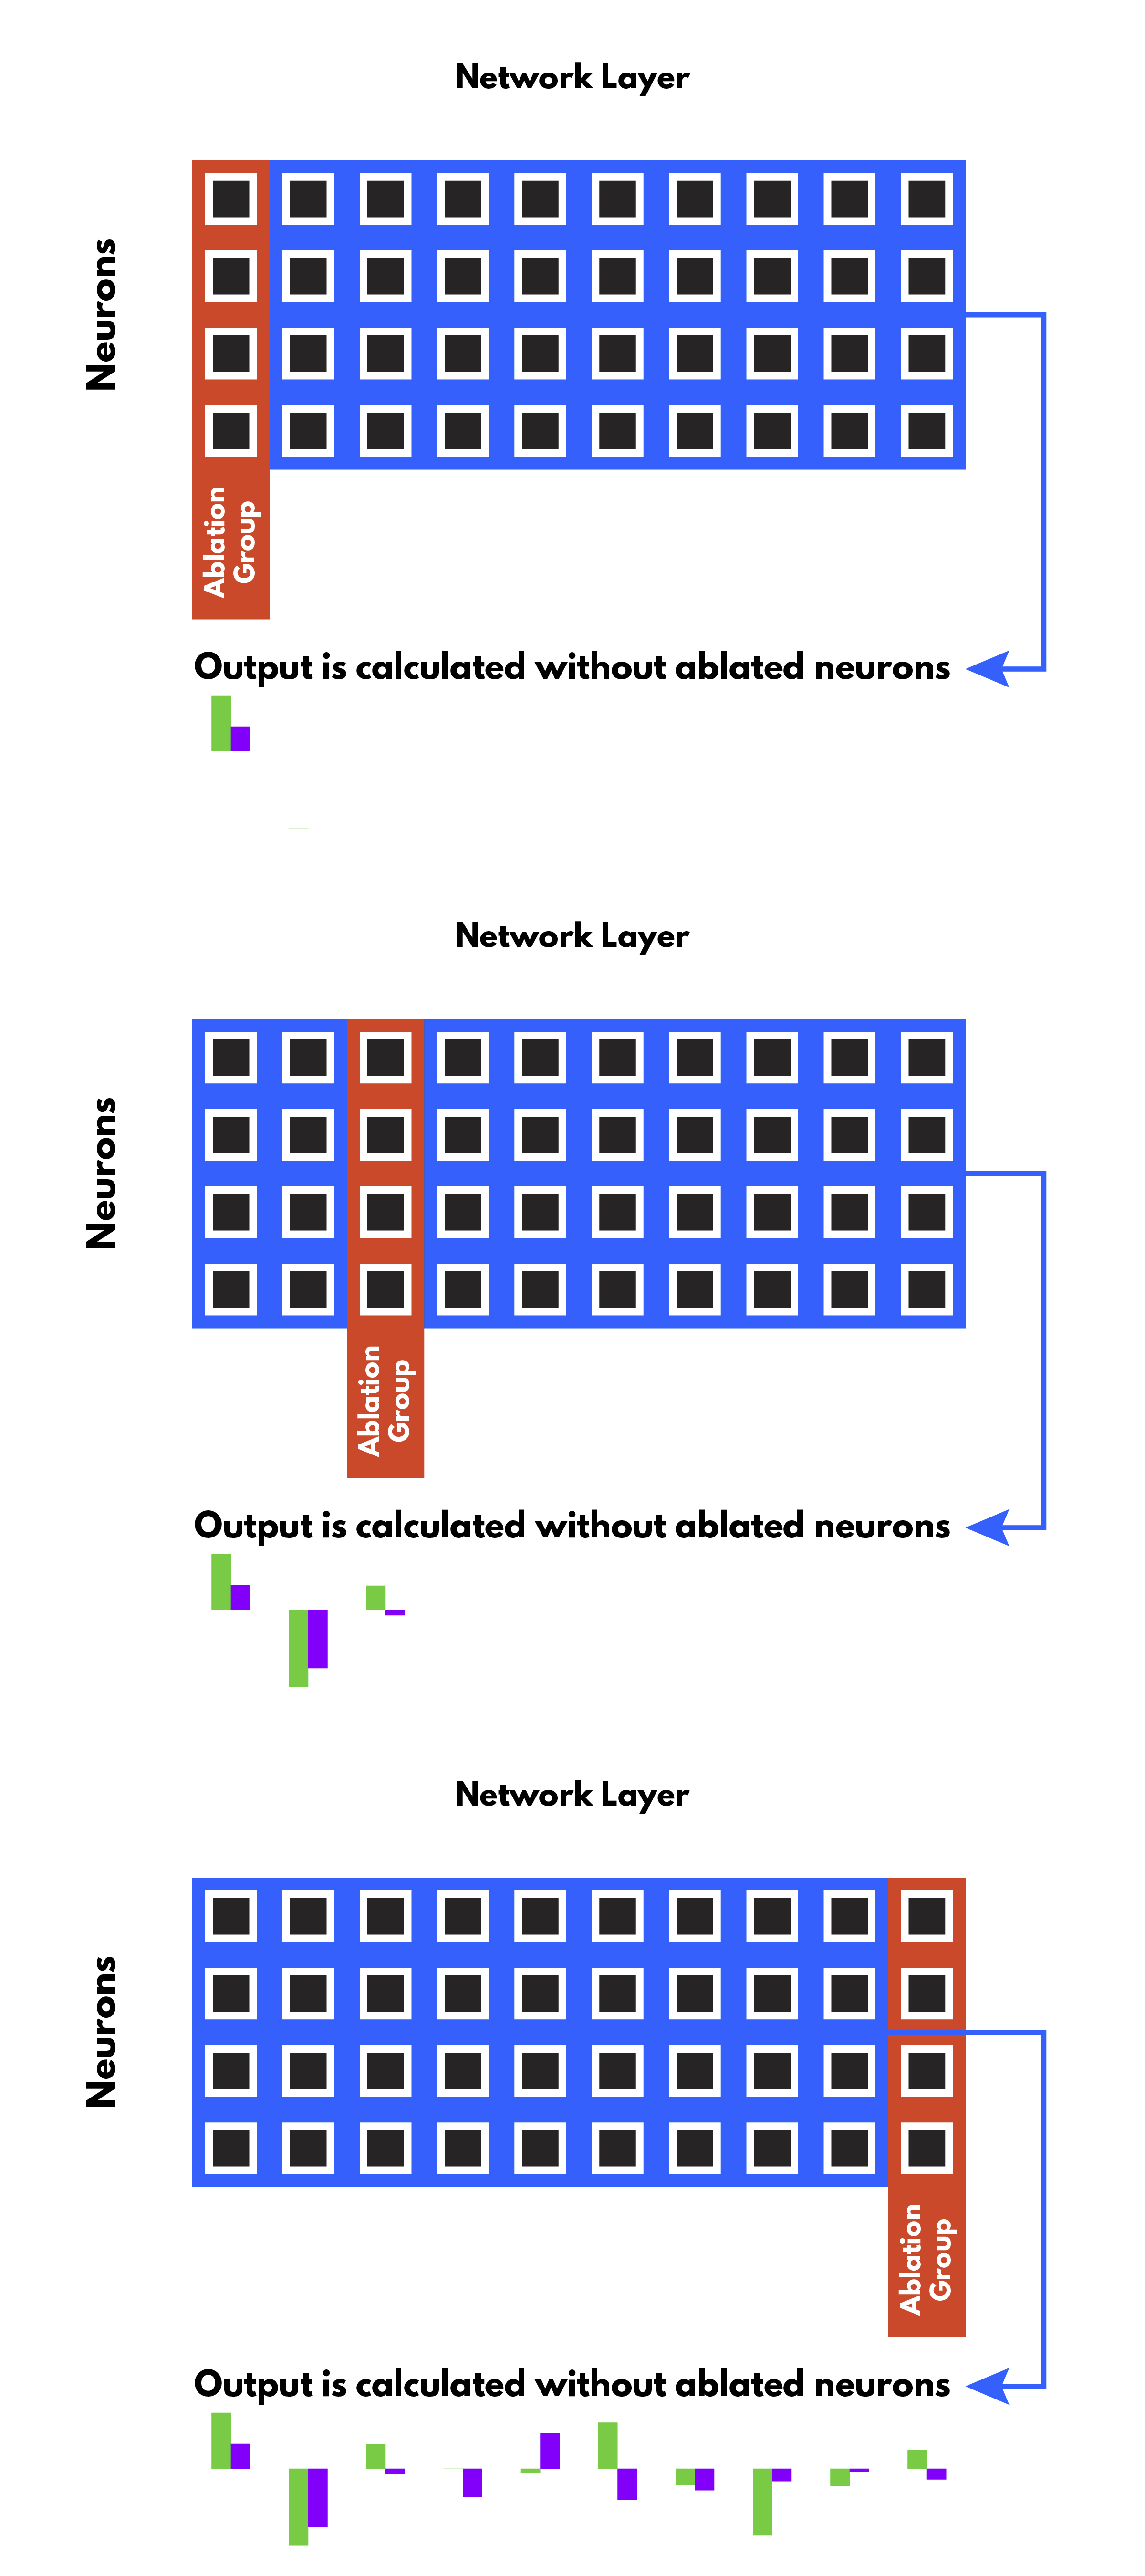 Network Layer
Neurons
Ablation
Group
Output is calculated without ablated neurons
Network Layer
Neurons
Ablation
Group
Output is calculated without ablated neurons
Network Layer
Neurons
Ablation
Group
Output is calculated without ablated neurons